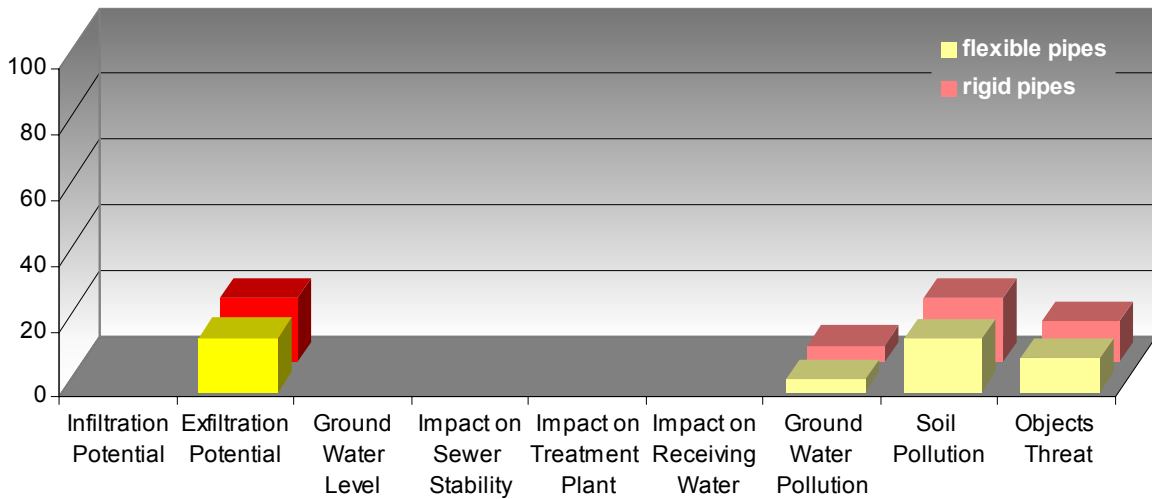 flexible pipes
rigid pipes
100
80
60
40
20
0
Infiltration
Potential
Exfiltration
Potential
Ground
Water
Level
Impact on
Sewer
Stability
Impact on
Treatment
Plant
Impact on
Receiving
Water
Ground
Water
Pollution
Soil
Pollution
Objects
Threat